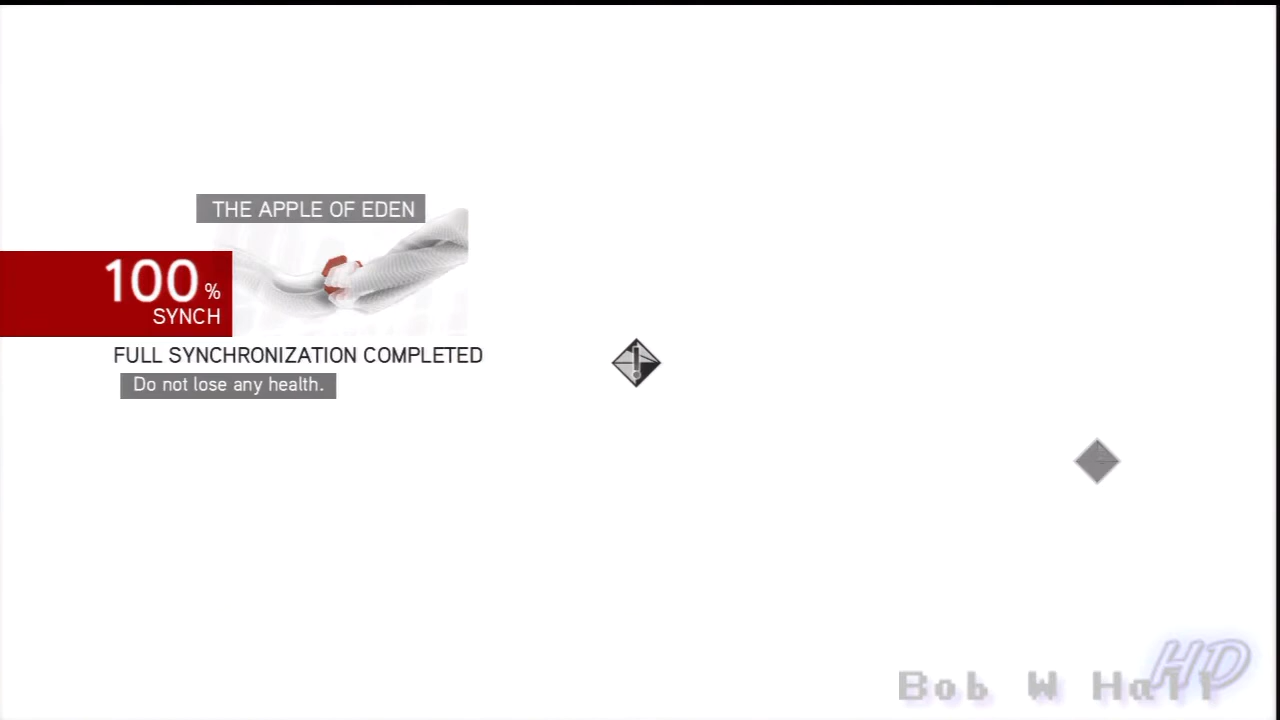 THE APPLE OF EDEN
100%
SYNCH
FULL SYNCHRONIZATION COMPLETED
Do not lose any health.
HD
Bob W Hall